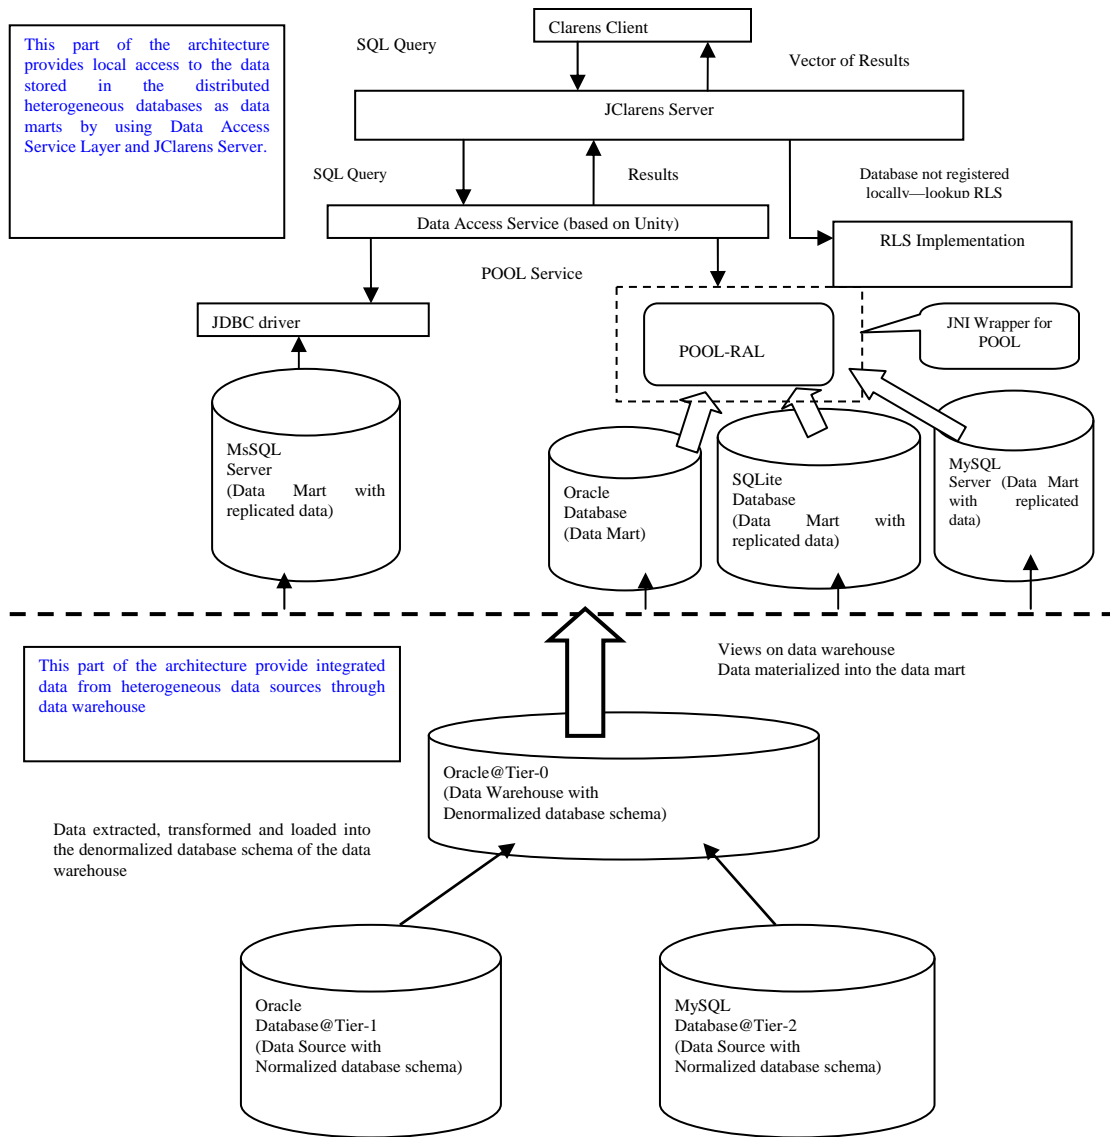 Clarens Client
This part of the architecture
provides local access to the data
stored in the distributed
heterogeneous databases as data
marts by using Data Access
Service Layer and JClarens Server.
SQL Query
Vector of Results
JClarens Server
SQL Query
Results
Database not registered
locally—lookup RLS
Data Access Service (based on Unity)
RLS Implementation
POOL Service
JDBC driver
JNI Wrapper for
POOL
POOL-RAL
MsSQL
Server
(Data Mart with
replicated data)
Oracle
Database
(Data Mart)
SQLite
Database
(Data Mart with
replicated data)
MySQL
Server (Data Mart
with replicated
data)
This part of the architecture provide integrated
data from heterogeneous data sources through
data warehouse
Views on data warehouse
Data materialized into the data mart
Oracle@Tier-0
(Data Warehouse with
Denormalized database schema)
Data extracted, transformed and loaded into
the denormalized database schema of the data
warehouse
Oracle
Database@Tier-1
(Data Source with
Normalized database schema)
MySQL
Database@Tier-2
(Data Source with
Normalized database schema)